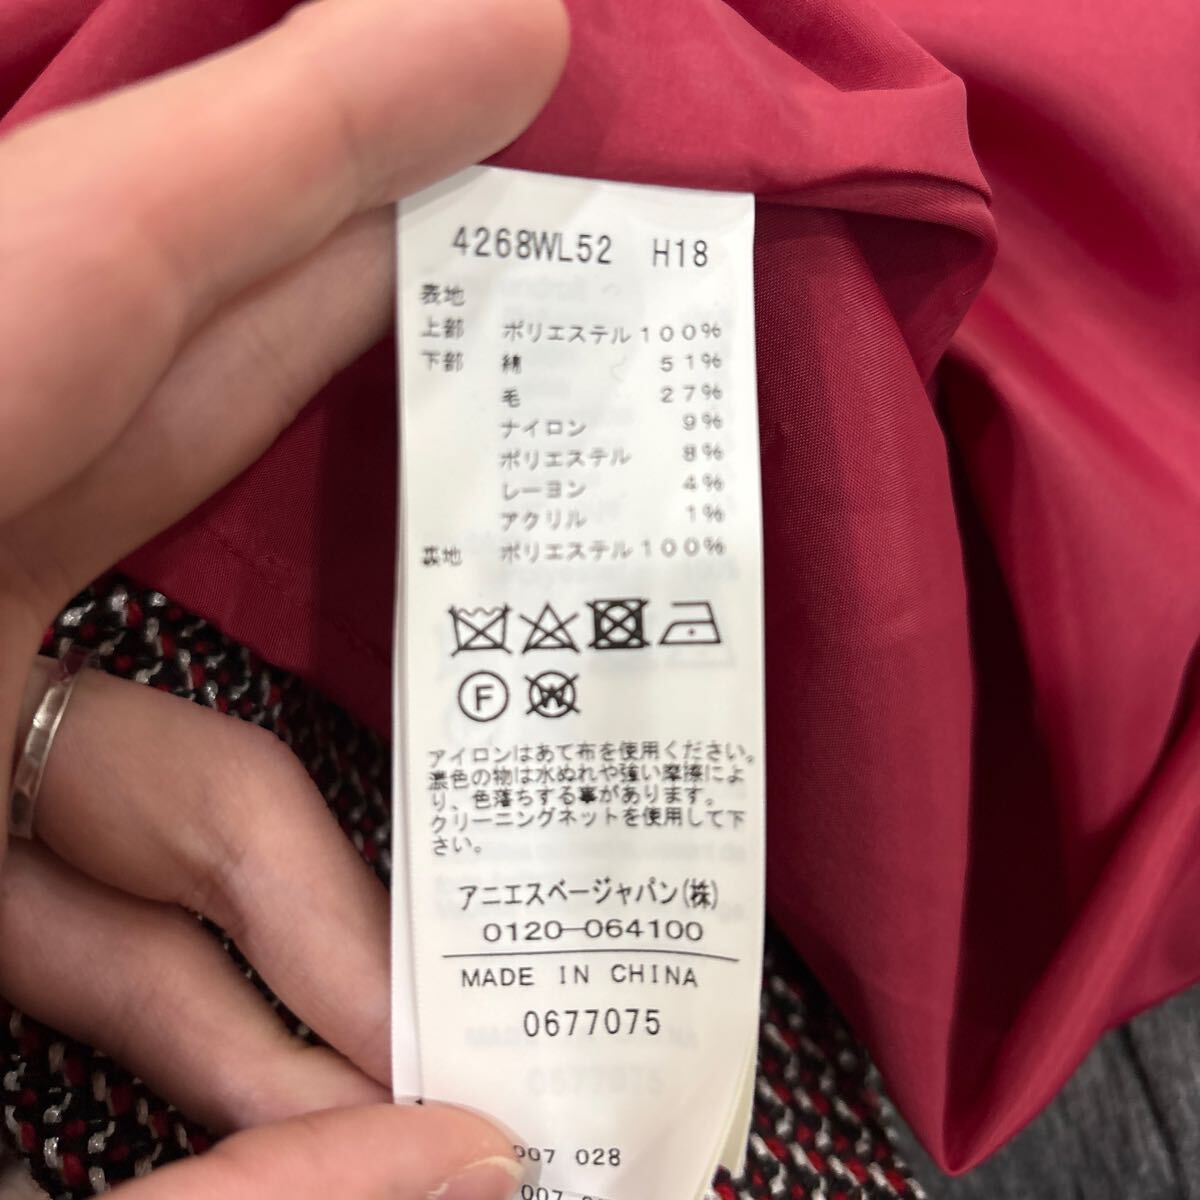 4268WL52 H18
表地
上部 ポリエステル 100%
下部 綿 51%
毛 27%
ナイロン 9%
ポリエステル 8%
レーヨン 4%
アクリル 1%
裏地 ポリエステル 100%
F W
アイロンはあて布を使用ください。
濃色の物は水ぬれや強い摩擦によ
り、色落ちする事があります。
クリーニングネットを使用して下
さい。
アニエスベージャパン(株)
0120-064100
MADE IN CHINA
0677075
007 028
007